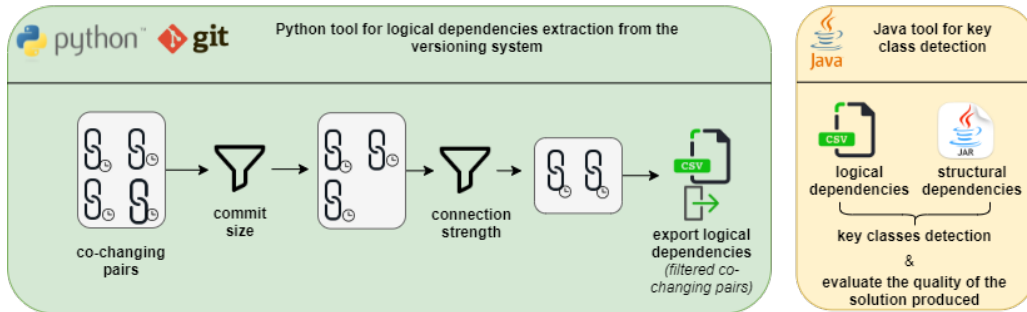 python™
git
Python tool for logical dependencies extraction from the
versioning system
co-changing
pairs
commit
size
connection
strength
CSV
export logical
dependencies
(filtered co-
changing pairs)
Java
Java tool for key
class detection
CSV
JAR
logical
dependencies
structural
dependencies
key classes detection
&
evaluate the quality of the
solution produced